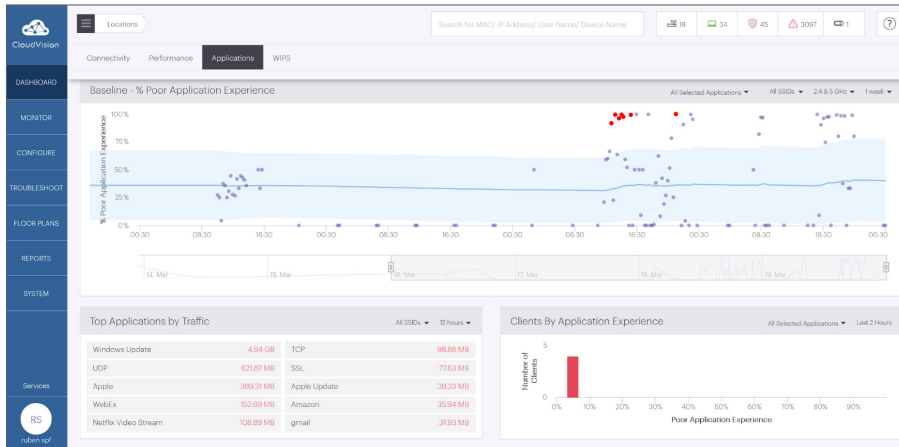 CloudVision
DASHBOARD
MONITOR
CONFIGURE
TROUBLESHOOT
FLOOR PLANS
REPORTS
SYSTEM
Services
RS
ruben spf
Locations
Search for MAC/ IP Address/ User Name/ Device Name
18
34
45
3097
1
?
Connectivity Performance Applications WIPS
Baseline - % Poor Application Experience
All Selected Applications All SSIDs 2.4 & 5 GHz 1 week
% Poor Application Experience
100%
75%
50%
25%
0%
00:30 08:30 16:30 00:30 08:30 16:30 00:30 08:30 16:30 00:30 08:30 16:30 00:30
14. Mar 15. Mar 16. Mar 17. Mar 18. Mar 19. Mar
Top Applications by Traffic
All SSIDs 12 hours
Windows Update 4.94 GB TCP 98.88 MB
UDP 621.67 MB SSL 77.63 MB
Apple 389.31 MB Apple Update 39.33 MB
WebEx 152.69 MB Amazon 35.94 MB
Netflix Video Stream 108.89 MB gmail 31.93 MB
Clients By Application Experience
All Selected Applications Last 2 Hours
Number of
Clients
5
0
0% 10% 20% 30% 40% 50% 60% 70% 80% 90%
Poor Application Experience